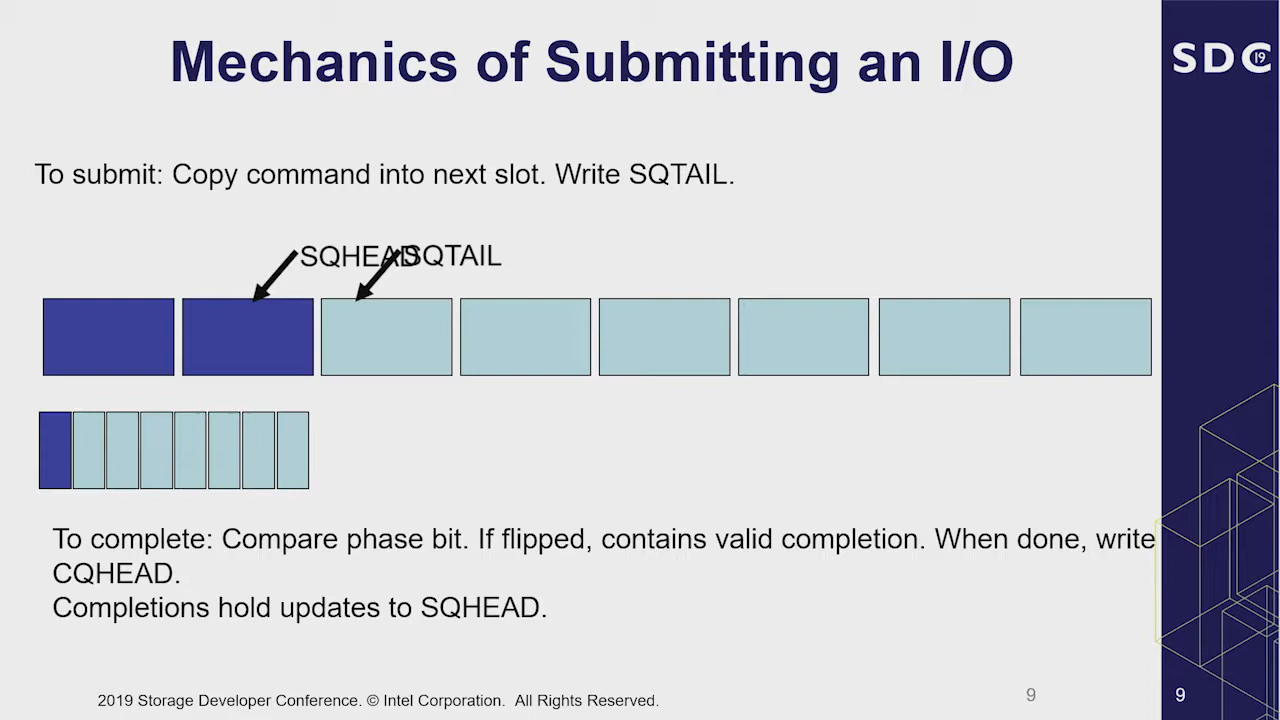 Mechanics of Submitting an I/O
SDC 19
To submit: Copy command into next slot. Write SQTAIL.
SQHEAD
SQTAIL
To complete: Compare phase bit. If flipped, contains valid completion. When done, write
CQHEAD.
Completions hold updates to SQHEAD.
2019 Storage Developer Conference. © Intel Corporation. All Rights Reserved.
9
9